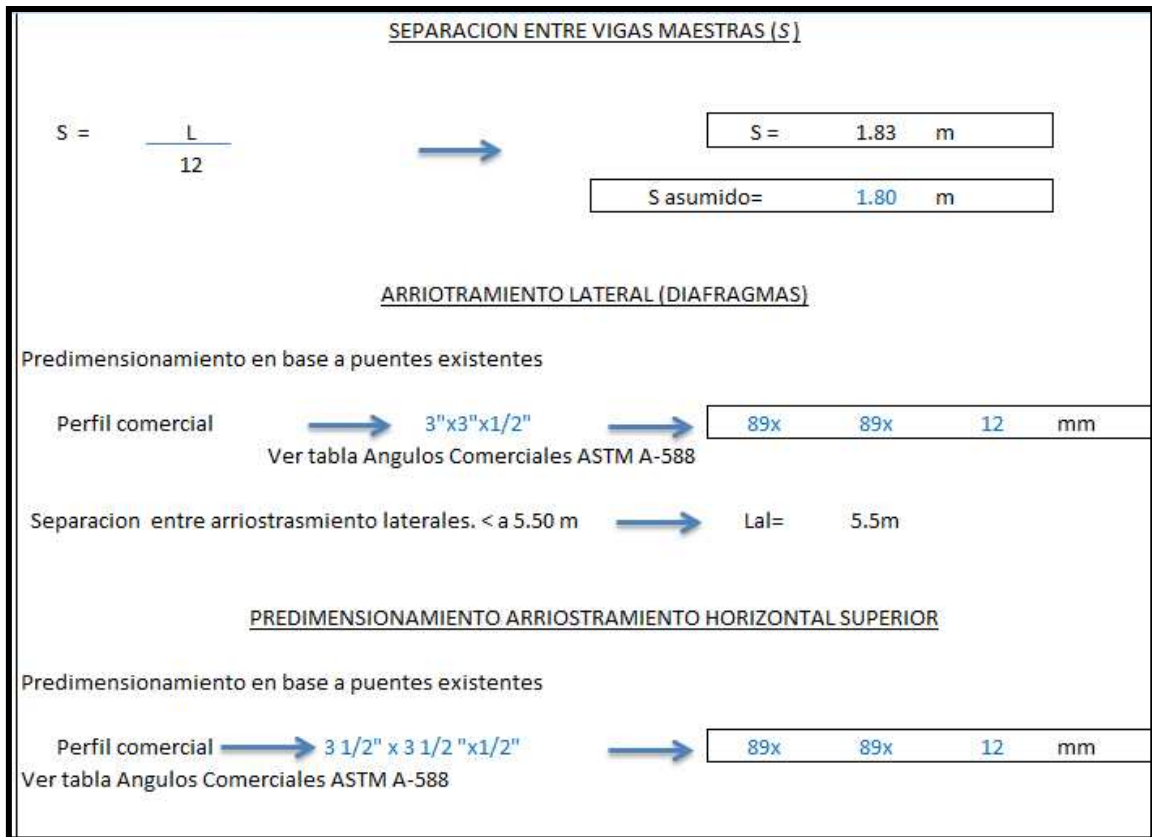 SEPARACION ENTRE VIGAS MAESTRAS (S)
S = L
12
S = 1.83 m
S asumido= 1.80 m
ARRIOTRAMIENTO LATERAL (DIAFRAGMAS)
Predimensionamiento en base a puentes existentes
Perfil comercial 3"x3"x1/2" 89x 89x 12 mm
Ver tabla Angulos Comerciales ASTM A-588
Separacion entre arriostrasmiento laterales. < a 5.50 m Lal= 5.5m
PREDIMENSIONAMIENTO ARRIOSTRAMIENTO HORIZONTAL SUPERIOR
Predimensionamiento en base a puentes existentes
Perfil comercial 3 1/2" x 3 1/2 "x1/2" 89x 89x 12 mm
Ver tabla Angulos Comerciales ASTM A-588